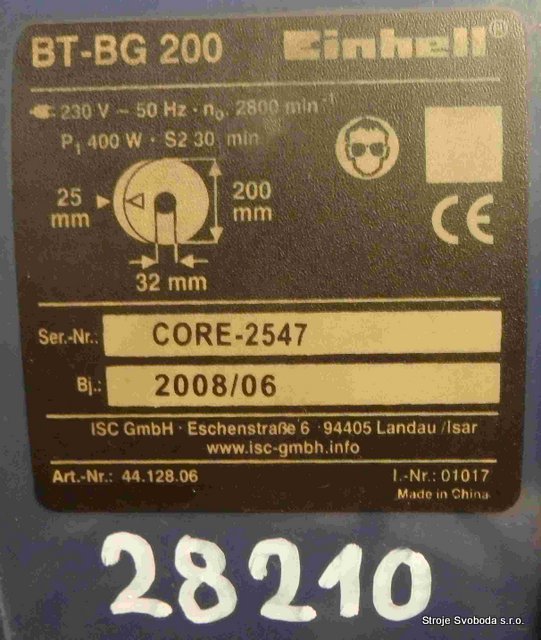 BT-BG 200 Einhell®
230 V ~ 50 Hz · n₀ 2800 min⁻¹
P₁ 400 W · S2 30 min
25 mm
200 mm
32 mm
CE
Ser.-Nr.: CORE-2547
Bj.: 2008/06
ISC GmbH · Eschenstraße 6 · 94405 Landau /Isar
www.isc-gmbh.info
Art.-Nr.: 44.128.06 I.-Nr.: 01017
Made in China
28210
Stroje Svoboda s.r.o.